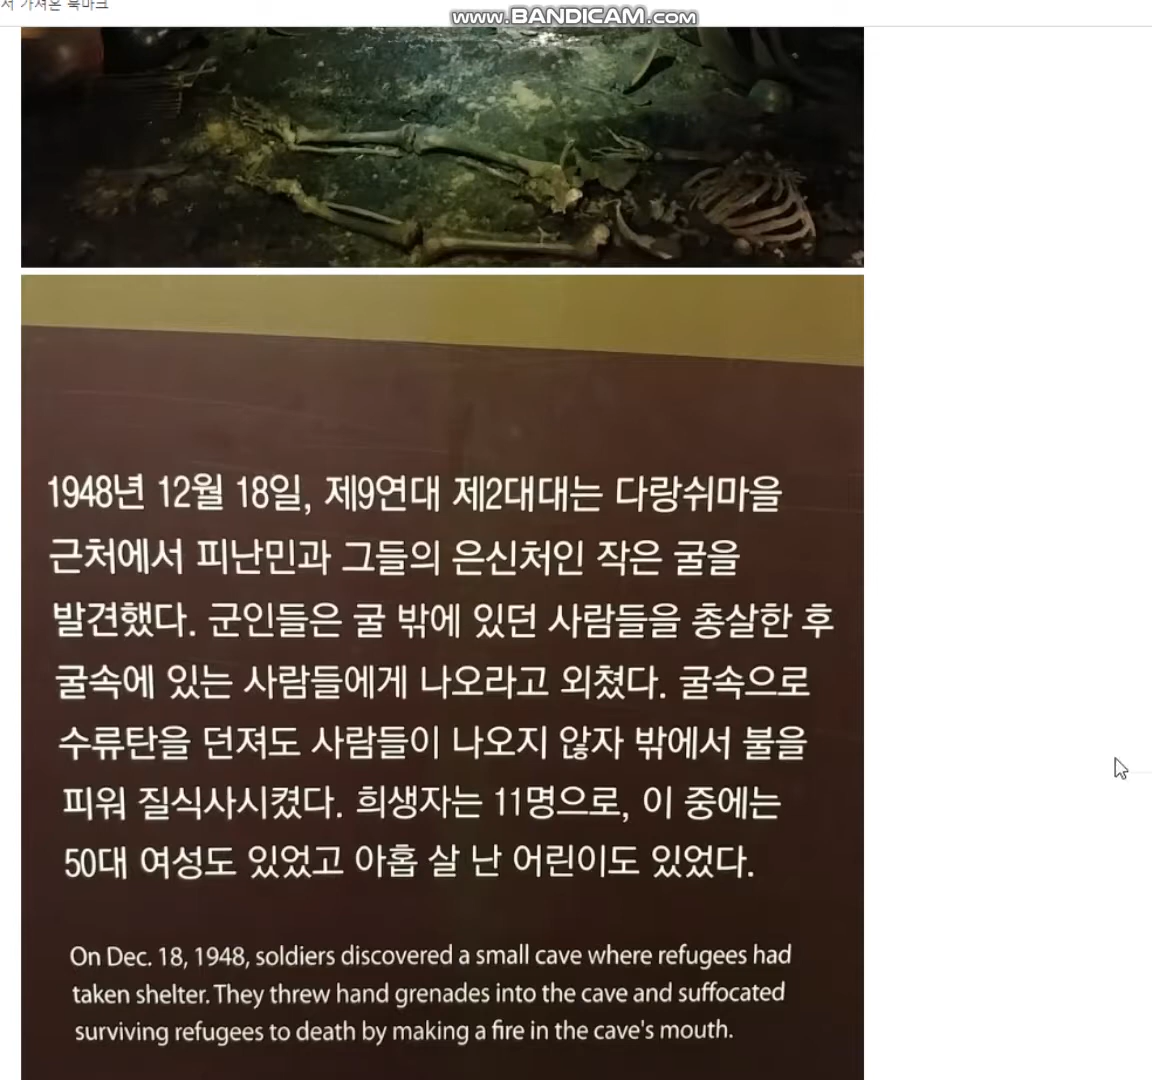 서 가져온 북마크
WWW.BANDICAM.COM
1948년 12월 18일, 제9연대 제2대대는 다랑쉬마을
근처에서 피난민과 그들의 은신처인 작은 굴을
발견했다. 군인들은 굴 밖에 있던 사람들을 총살한 후
굴속에 있는 사람들에게 나오라고 외쳤다. 굴속으로
수류탄을 던져도 사람들이 나오지 않자 밖에서 불을
피워 질식사시켰다. 희생자는 11명으로, 이 중에는
50대 여성도 있었고 아홉 살 난 어린이도 있었다.
On Dec. 18, 1948, soldiers discovered a small cave where refugees had
taken shelter. They threw hand grenades into the cave and suffocated
surviving refugees to death by making a fire in the cave's mouth.